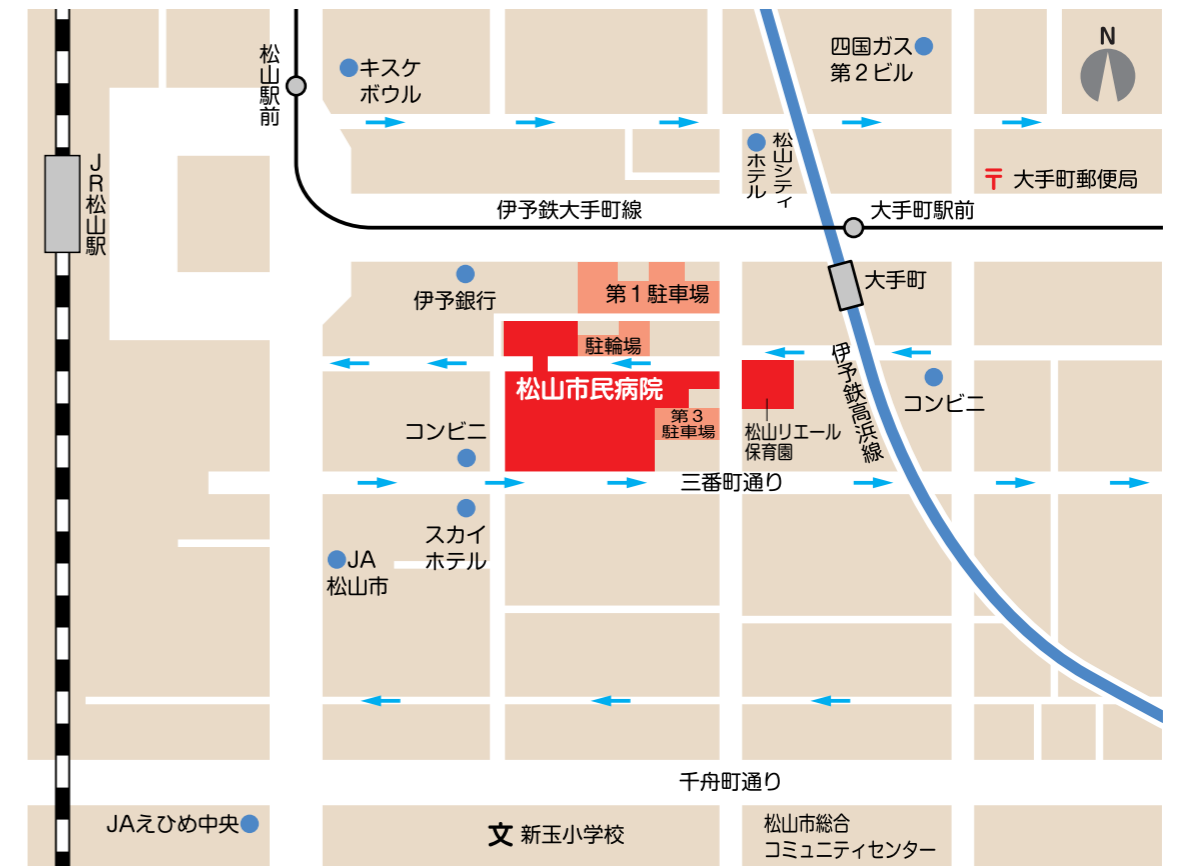 松山駅前
キスケ
ボウル
四国ガス
第2ビル
N
JR松山駅
松山シティ
ホテル
〒 大手町郵便局
伊予鉄大手町線
大手町駅前
伊予銀行
第1駐車場
大手町
駐輪場
松山市民病院
伊予鉄高浜線
コンビニ
第3
駐車場
コンビニ
松山リエール
保育園
三番町通り
スカイ
ホテル
JA
松山市
千舟町通り
JAえひめ中央
文 新玉小学校
松山市総合
コミュニティセンター